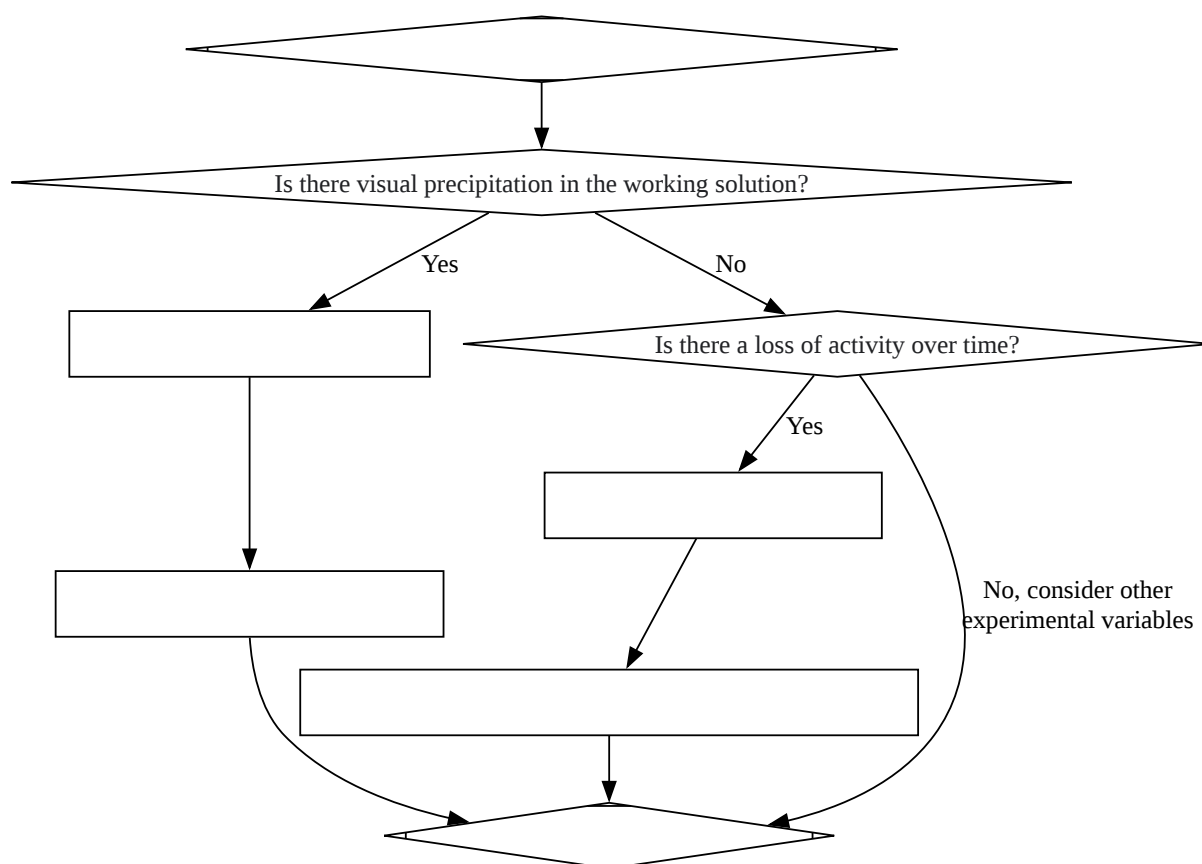 Is there visual precipitation in the working solution?
Yes
No
Is there a loss of activity over time?
Yes
No, consider other
experimental variables